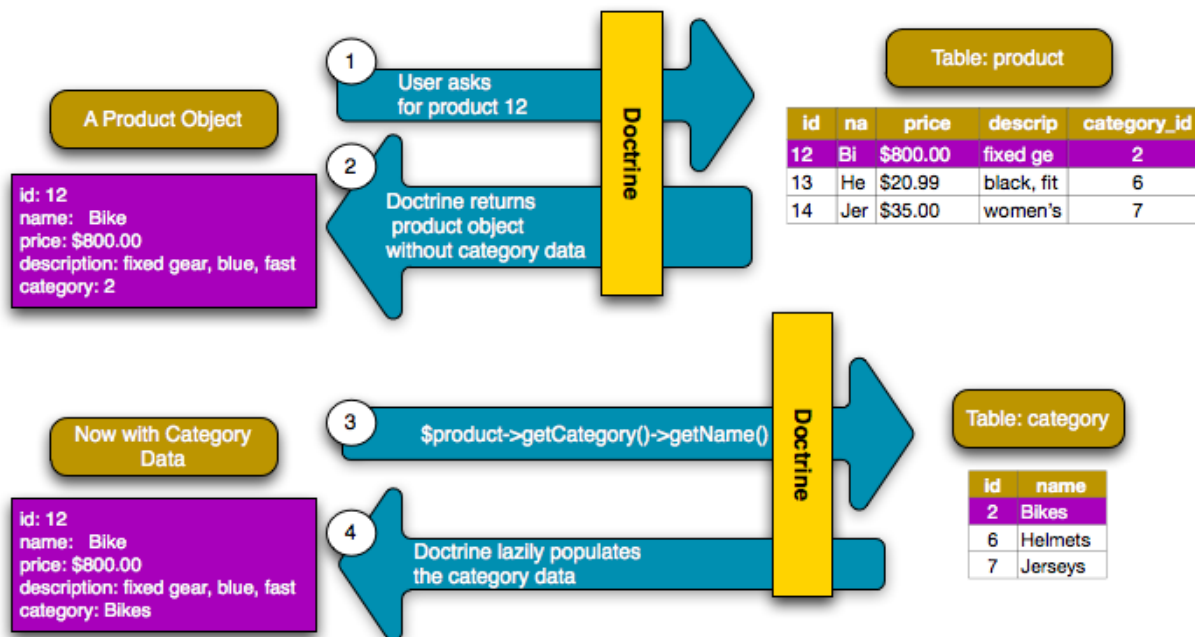 1
User asks
for product 12
Doctrine
Table: product
A Product Object
id na price descrip category_id
12 Bi $800.00 fixed ge 2
13 He $20.99 black, fit 6
14 Jer $35.00 women's 7
2
Doctrine returns
product object
without category data
id: 12
name: Bike
price: $800.00
description: fixed gear, blue, fast
category: 2
3
$product->getCategory()->getName()
Doctrine
Table: category
Now with Category
Data
id name
2 Bikes
6 Helmets
7 Jerseys
4
Doctrine lazily populates
the category data
id: 12
name: Bike
price: $800.00
description: fixed gear, blue, fast
category: Bikes